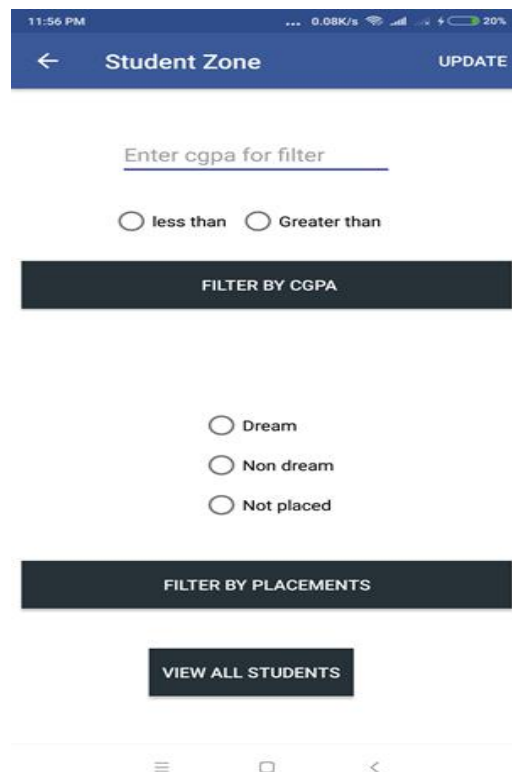 11:56 PM ... 0.08K/s 20%
Student Zone UPDATE
Enter cgpa for filter
less than Greater than
FILTER BY CGPA
Dream
Non dream
Not placed
FILTER BY PLACEMENTS
VIEW ALL STUDENTS